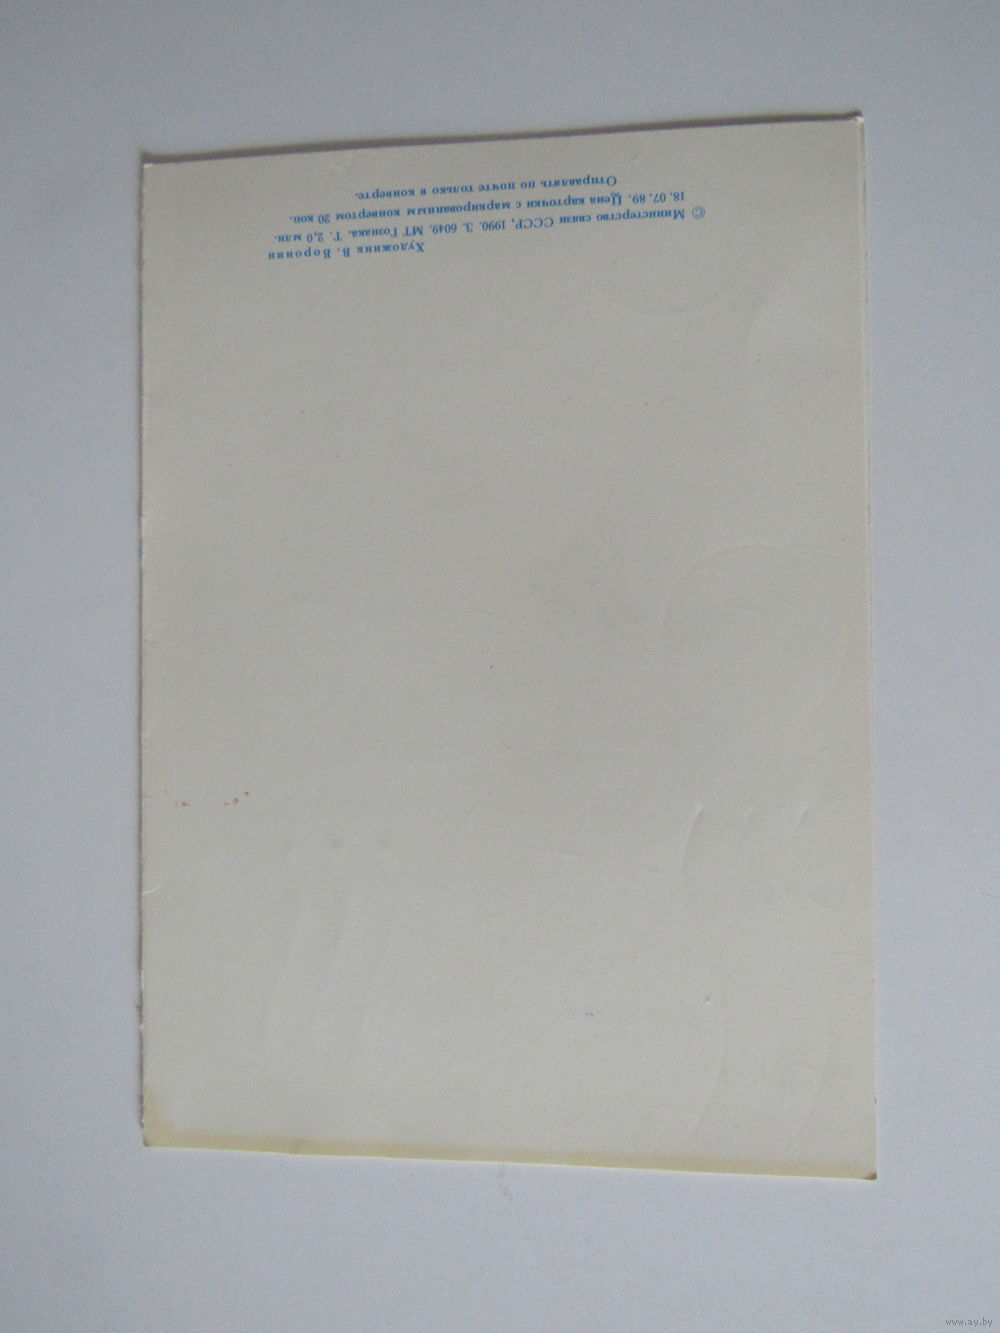 Художник В. Воронин
© Министерство связи СССР, 1990. З. 6049. МТ Гознака. Т. 2,0 млн.
18. 07. 89. Цена карточки с маркированным конвертом 20 коп.
Отправлять по почте только в конверте.
www.ay.by